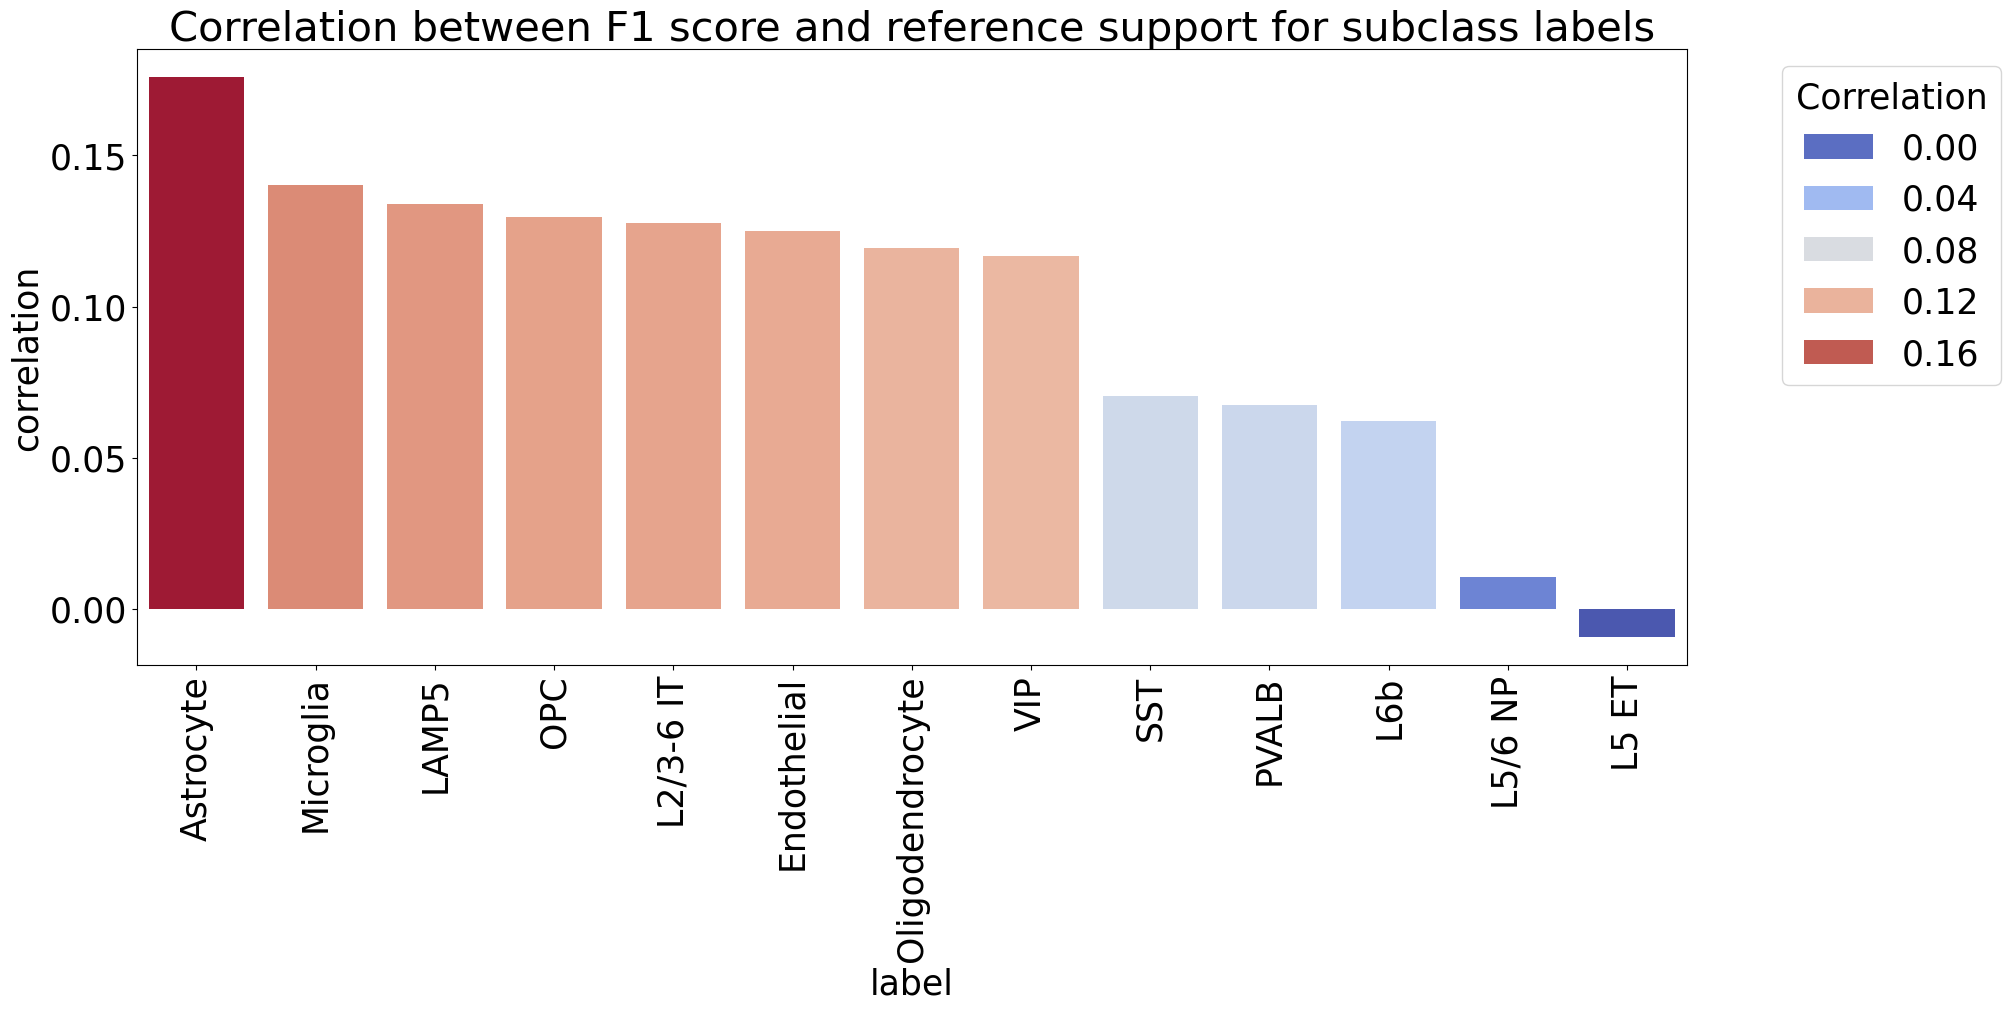 Correlation between F1 score and reference support for subclass labels
correlation
0.15
0.10
0.05
0.00
Astrocyte
Microglia
LAMP5
OPC
L2/3-6 IT
Endothelial
Oligodendrocyte
VIP
SST
PVALB
L6b
L5/6 NP
L5 ET
label
Correlation
0.00
0.04
0.08
0.12
0.16